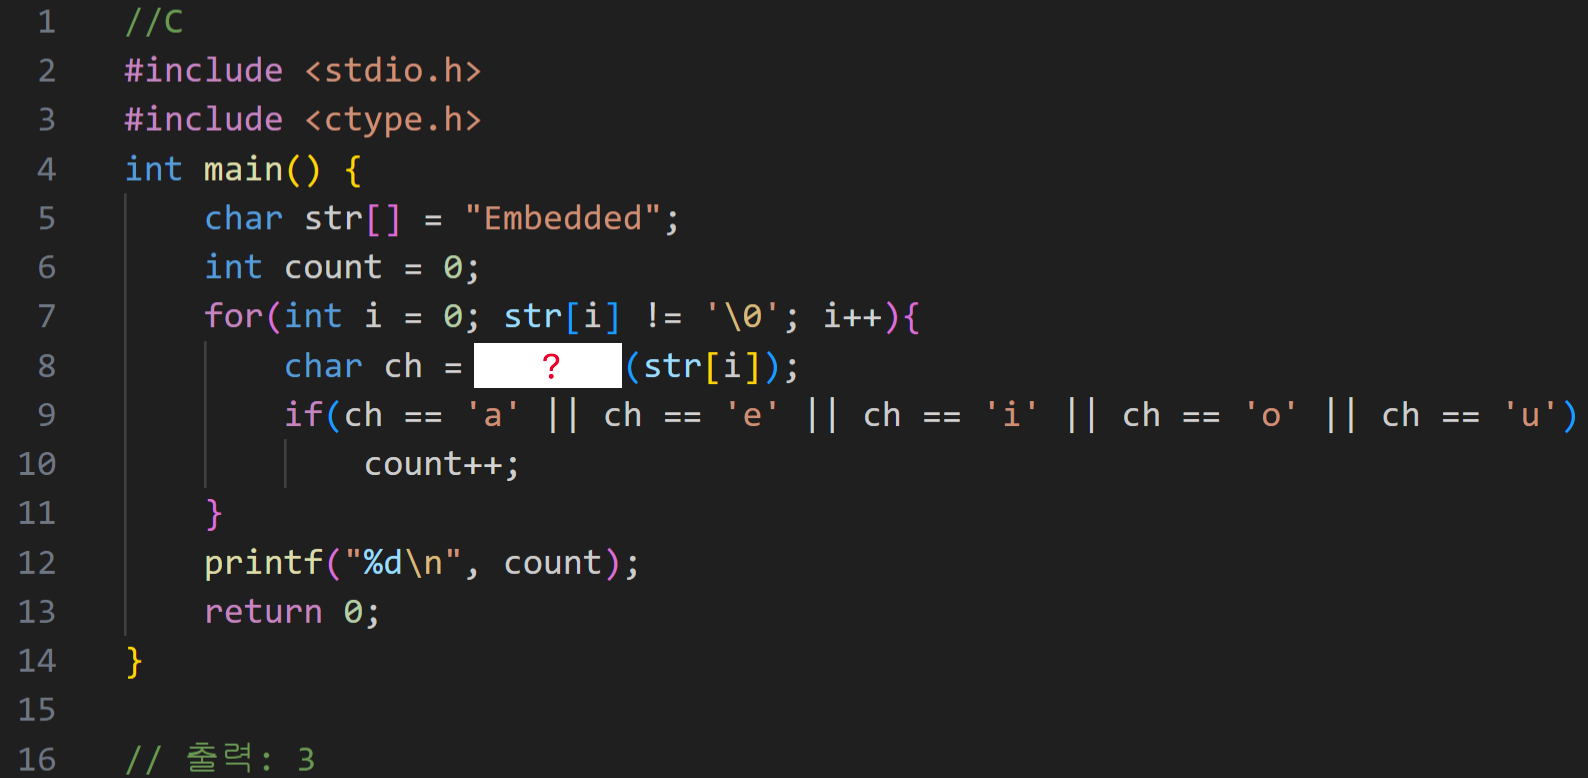 1 //C
2 #include <stdio.h>
3 #include <ctype.h>
4 int main() {
5     char str[] = "Embedded";
6     int count = 0;
7     for(int i = 0; str[i] != '\0'; i++){
8         char ch = ?(str[i]);
9         if(ch == 'a' || ch == 'e' || ch == 'i' || ch == 'o' || ch == 'u')
10             count++;
11     }
12     printf("%d\n", count);
13     return 0;
14 }
15
16 // 출력: 3